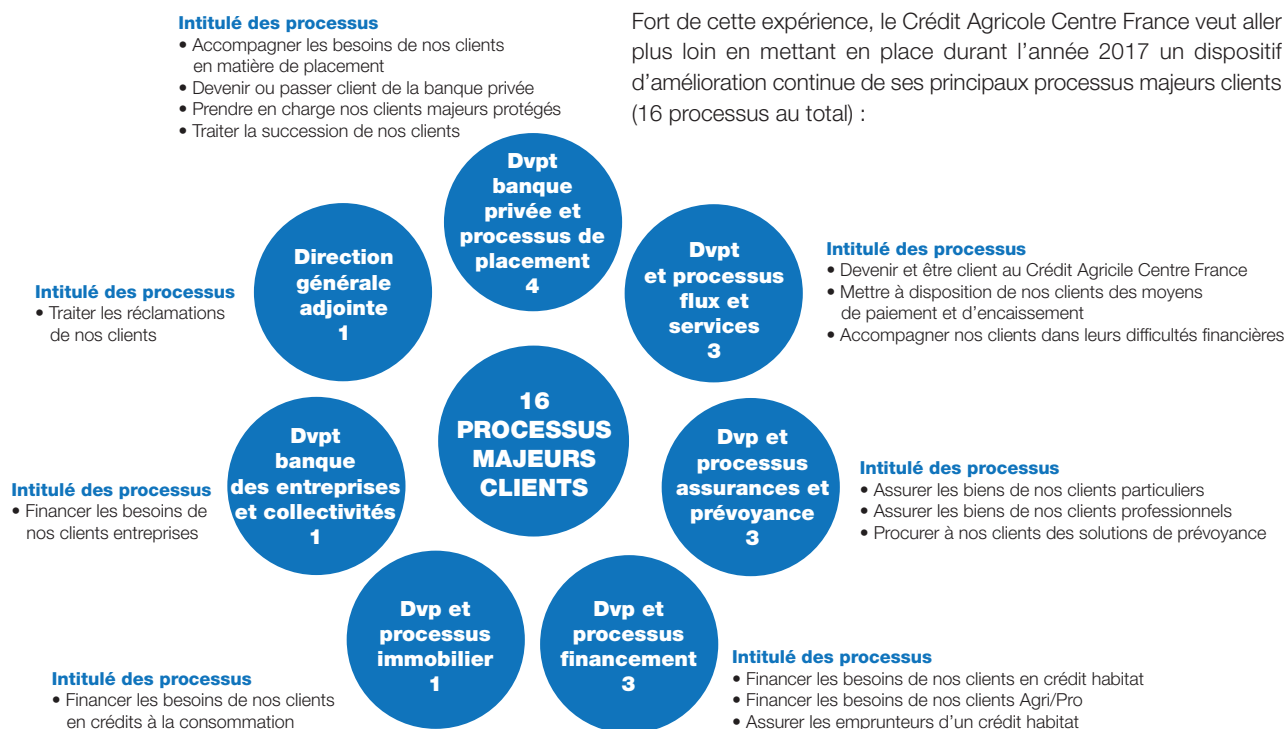 Intitulé des processus
• Accompagner les besoins de nos clients
en matière de placement
• Devenir ou passer client de la banque privée
• Prendre en charge nos clients majeurs protégés
• Traiter la succession de nos clients
Fort de cette expérience, le Crédit Agricole Centre France veut aller
plus loin en mettant en place durant l'année 2017 un dispositif
d'amélioration continue de ses principaux processus majeurs clients
(16 processus au total) :
Dvpt
banque
privée et
processus de
placement
4
Direction
générale
adjointe
1
Dvpt
et processus
flux et
services
3
Intitulé des processus
• Traiter les réclamations
de nos clients
Intitulé des processus
• Devenir et être client au Crédit Agricile Centre France
• Mettre à disposition de nos clients des moyens
de paiement et d'encaissement
• Accompagner nos clients dans leurs difficultés financières
16
PROCESSUS
MAJEURS
CLIENTS
Dvpt
banque
des entreprises
et collectivités
1
Dvp et
processus
assurances et
prévoyance
3
Intitulé des processus
• Financer les besoins de
nos clients entreprises
Intitulé des processus
• Assurer les biens de nos clients particuliers
• Assurer les biens de nos clients professionnels
• Procurer à nos clients des solutions de prévoyance
Dvp et
processus
immobilier
1
Dvp et
processus
financement
3
Intitulé des processus
• Financer les besoins de nos clients
en crédits à la consommation
Intitulé des processus
• Financer les besoins de nos clients en crédit habitat
• Financer les besoins de nos clients Agri/Pro
• Assurer les emprunteurs d'un crédit habitat